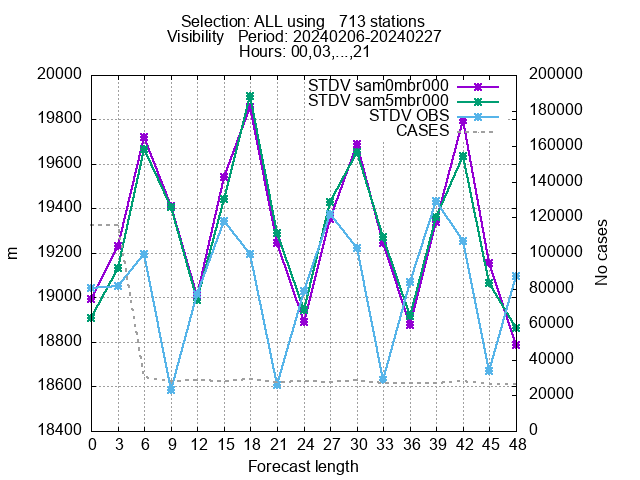 Selection: ALL using   713 stations
Visibility   Period: 20240206-20240227
Hours: 00,03,...,21
STDV sam0mbr000
STDV sam5mbr000
STDV OBS
CASES
20000
19800
19600
19400
19200
19000
18800
18600
18400
m
200000
180000
160000
140000
120000
100000
80000
60000
40000
20000
0
No cases
0 3 6 9 12 15 18 21 24 27 30 33 36 39 42 45 48
Forecast length